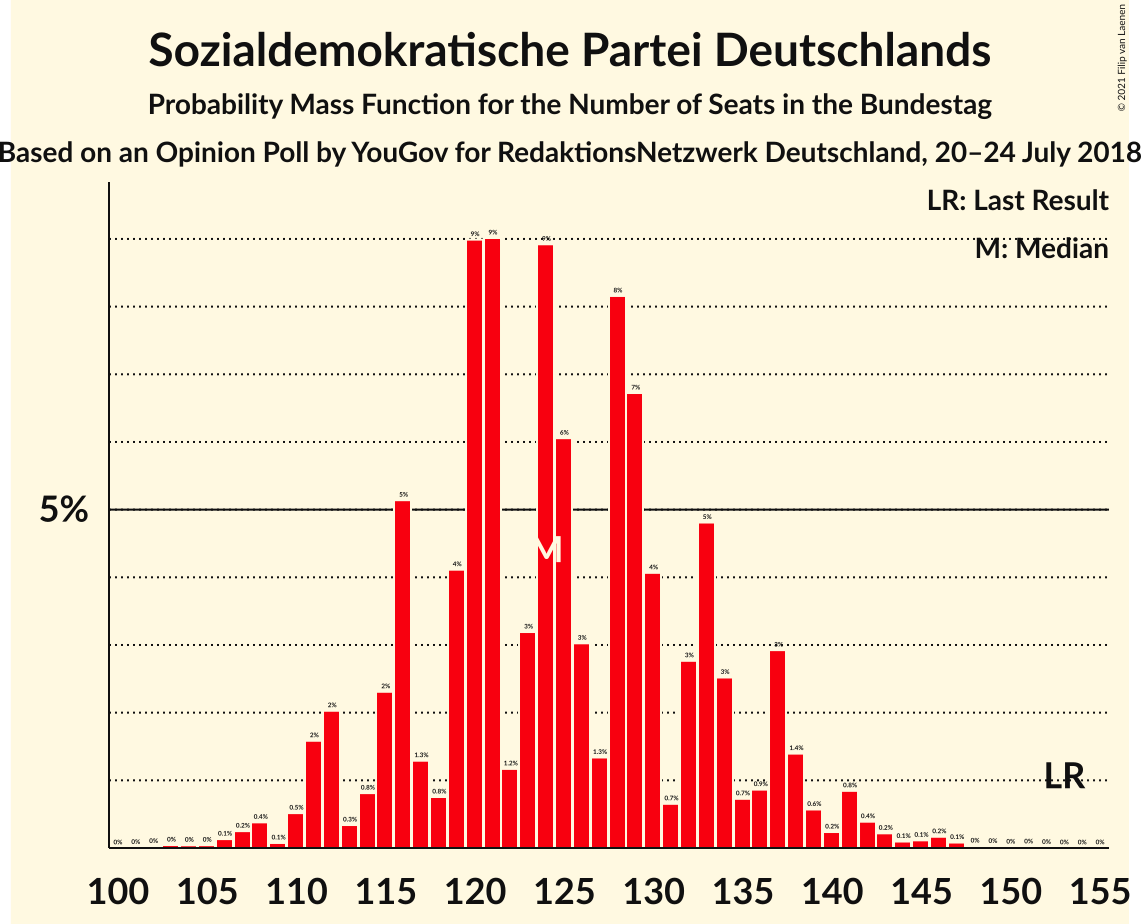 Sozialdemokratische Partei Deutschlands
© 2021 Filip van Laenen
Probability Mass Function for the Number of Seats in the Bundestag
Based on an Opinion Poll by YouGov for RedaktionsNetzwerk Deutschland, 20–24 July 2018
LR: Last Result
M: Median
5%
0% 0% 0% 0% 0% 0% 0.1% 0.2% 0.4% 0.1% 0.5% 2% 2% 0.3% 0.8% 2% 5% 1.3% 0.8% 4% 9% 9% 1.2% 3% 9% 6% 3% 1.3% 8% 7% 4% 0.7% 3% 5% 3% 0.7% 0.9% 3% 1.4% 0.6% 0.2% 0.8% 0.4% 0.2% 0.1% 0.1% 0.2% 0.1% 0% 0% 0% 0% 0% 0% 0% 0%
M
LR
100 105 110 115 120 125 130 135 140 145 150 155